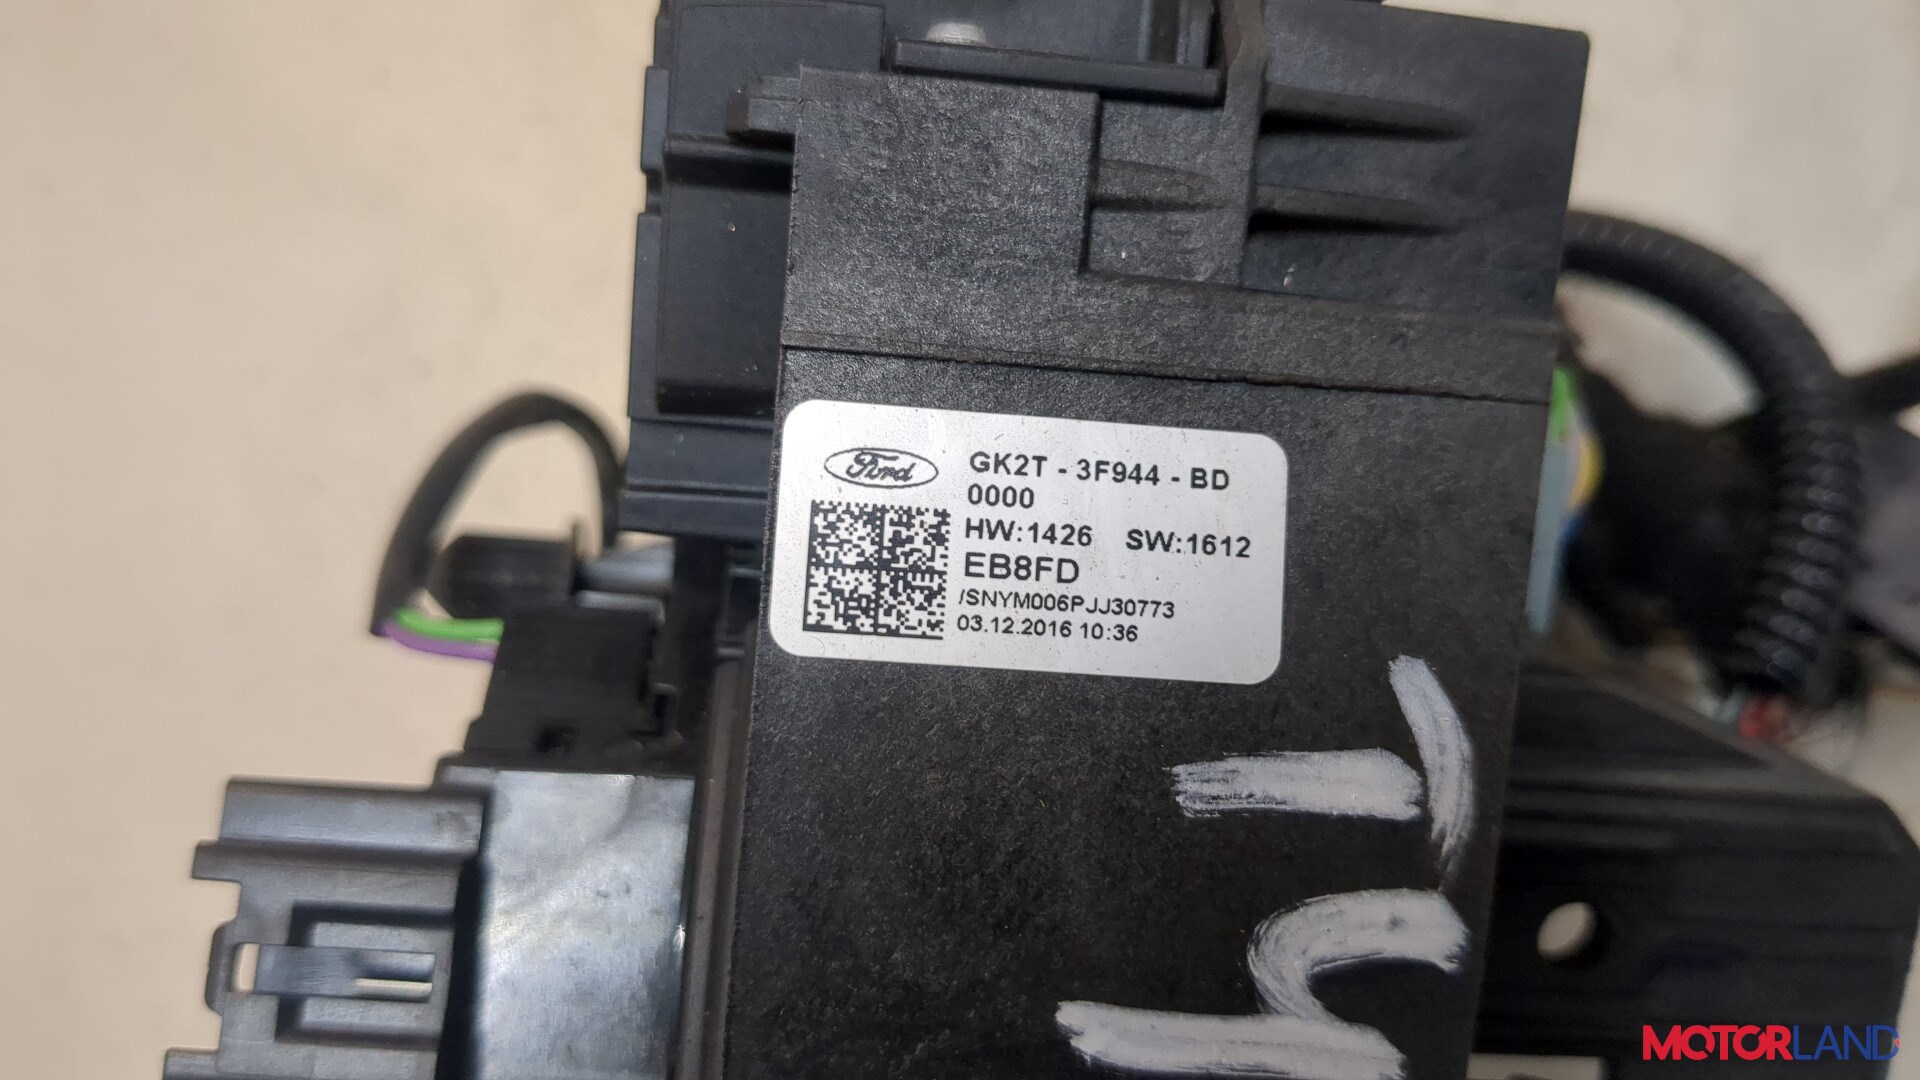 Ford
GK2T - 3F944 - BD
0000
HW:1426 SW:1612
EB8FD
/SNYM006PJJ30773
03.12.2016 10:36
MOTORLAND